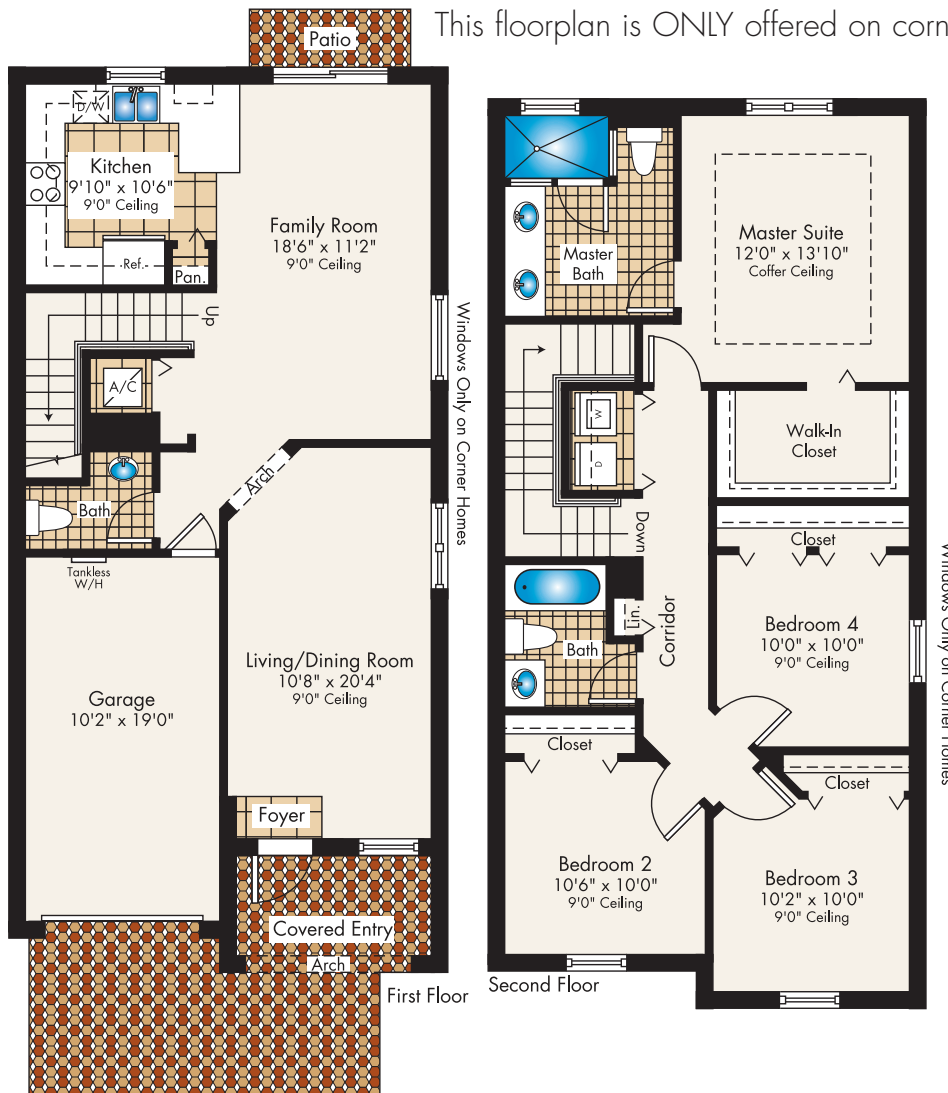 This floorplan is ONLY offered on corn
Patio
D/W
Kitchen
9'10" x 10'6"
9'0" Ceiling
Ref.
Pan.
Family Room
18'6" x 11'2"
9'0" Ceiling
Up
A/C
Windows Only on Corner Homes
Arch
Bath
Tankless
W/H
Living/Dining Room
10'8" x 20'4"
9'0" Ceiling
Garage
10'2" x 19'0"
Foyer
Covered Entry
Arch
First Floor
Master
Bath
Master Suite
12'0" x 13'10"
Coffer Ceiling
W
D
Walk-In
Closet
Down
Closet
Lin.
Corridor
Bath
Bedroom 4
10'0" x 10'0"
9'0" Ceiling
Windows Only on Corner Homes
Closet
Closet
Bedroom 2
10'6" x 10'0"
9'0" Ceiling
Bedroom 3
10'2" x 10'0"
9'0" Ceiling
Second Floor